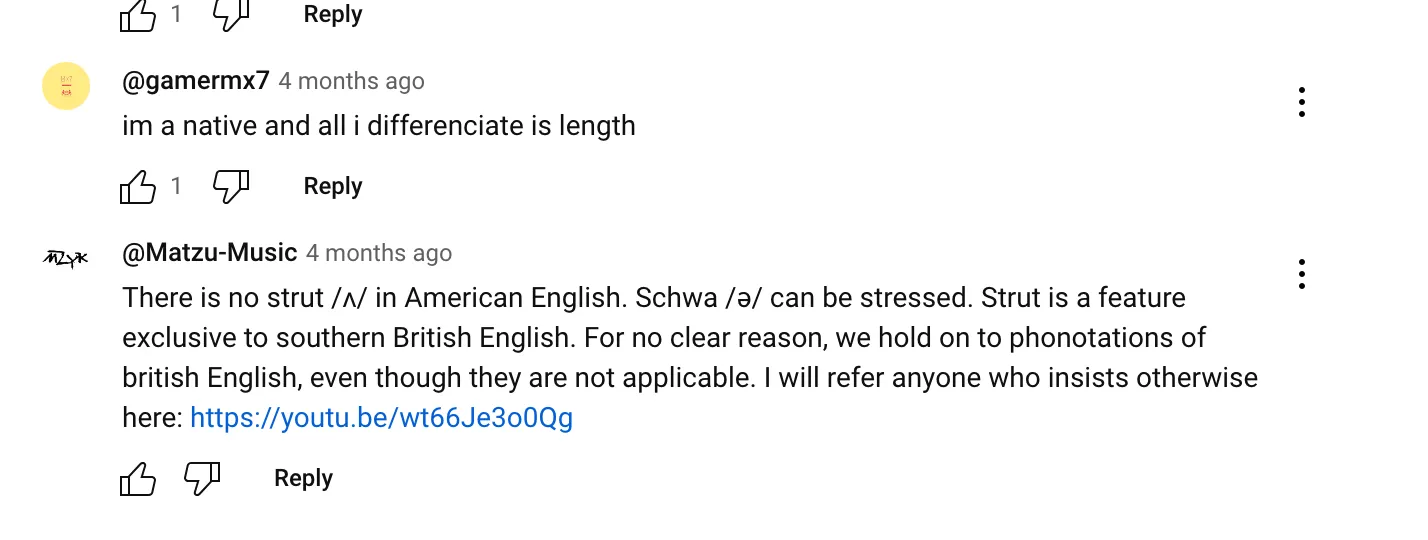 1 Reply
@gamermx7 4 months ago
im a native and all i differenciate is length
1 Reply
@Matzu-Music 4 months ago
There is no strut /ʌ/ in American English. Schwa /ə/ can be stressed. Strut is a feature
exclusive to southern British English. For no clear reason, we hold on to phonotations of
british English, even though they are not applicable. I will refer anyone who insists otherwise
here: https://youtu.be/wt66Je3o0Qg
Reply